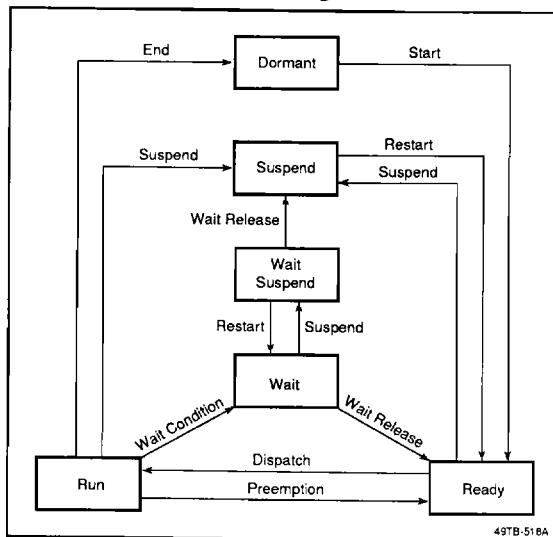 End
Dormant
Start
Suspend
Suspend
Restart
Suspend
Wait Release
Wait
Suspend
Restart
Suspend
Wait
Wait Condition
Wait Release
Dispatch
Run
Preemption
Ready
49TB-518A